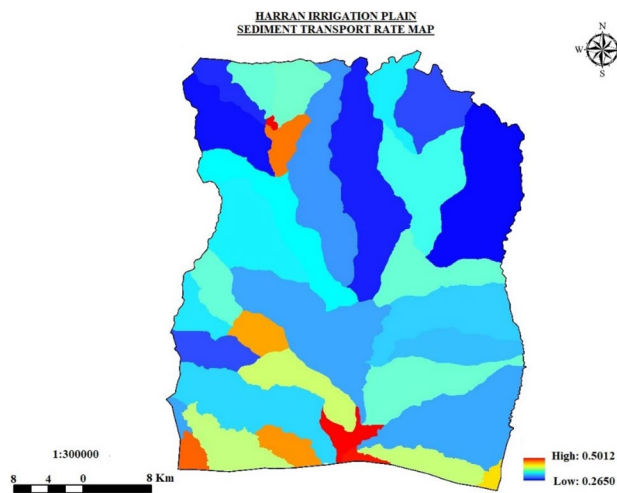 HARRAN IRRIGATION PLAIN
SEDIMENT TRANSPORT RATE MAP
N
W E
S
1:300000
8 4 0 8 Km
High: 0.5012
Low: 0.2650